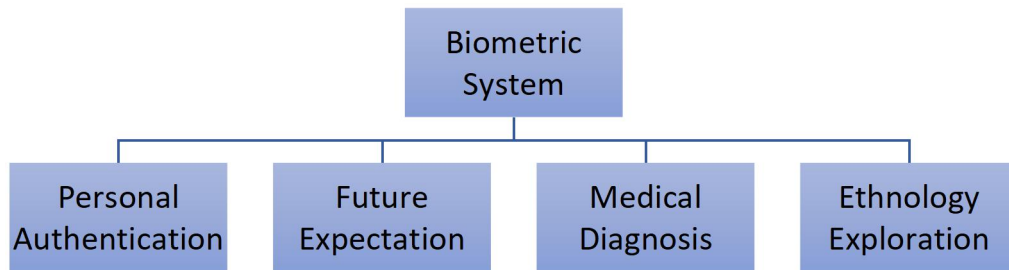 Biometric
System
Personal
Authentication
Future
Expectation
Medical
Diagnosis
Ethnology
Exploration